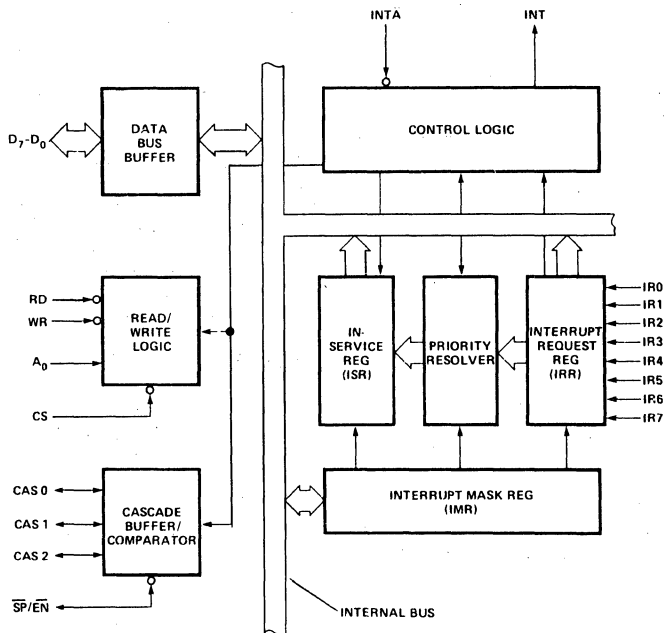 INTA
INT
DATA
BUS
BUFFER
D7-D0
CONTROL LOGIC
RD
WR
A0
CS
READ/
WRITE
LOGIC
IN-
SERVICE
REG
(ISR)
PRIORITY
RESOLVER
INTERRUPT
REQUEST
REG
(IRR)
IR0
IR1
IR2
IR3
IR4
IR5
IR6
IR7
CAS 0
CAS 1
CAS 2
CASCADE
BUFFER/
COMPARATOR
INTERRUPT MASK REG
(IMR)
S̅P̅/E̅N̅
INTERNAL BUS